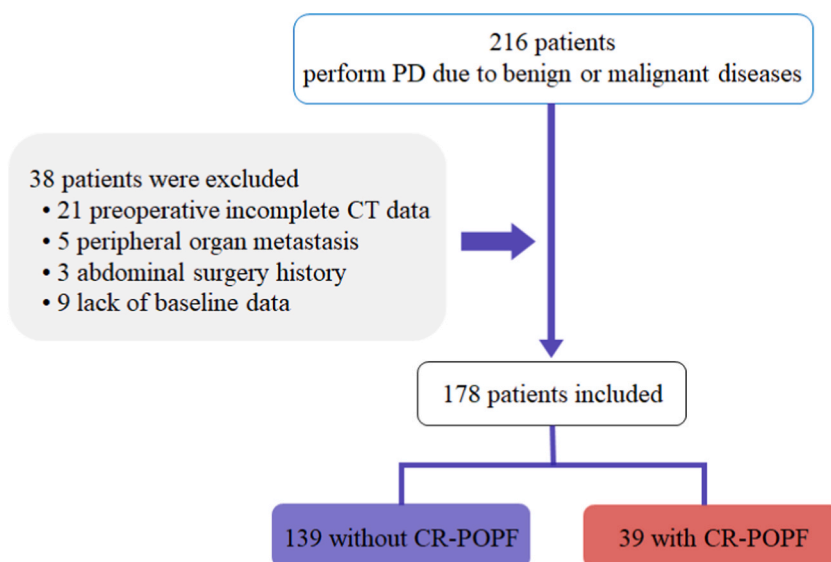 216 patients
perform PD due to benign or malignant diseases
38 patients were excluded
• 21 preoperative incomplete CT data
• 5 peripheral organ metastasis
• 3 abdominal surgery history
• 9 lack of baseline data
178 patients included
139 without CR-POPF
39 with CR-POPF